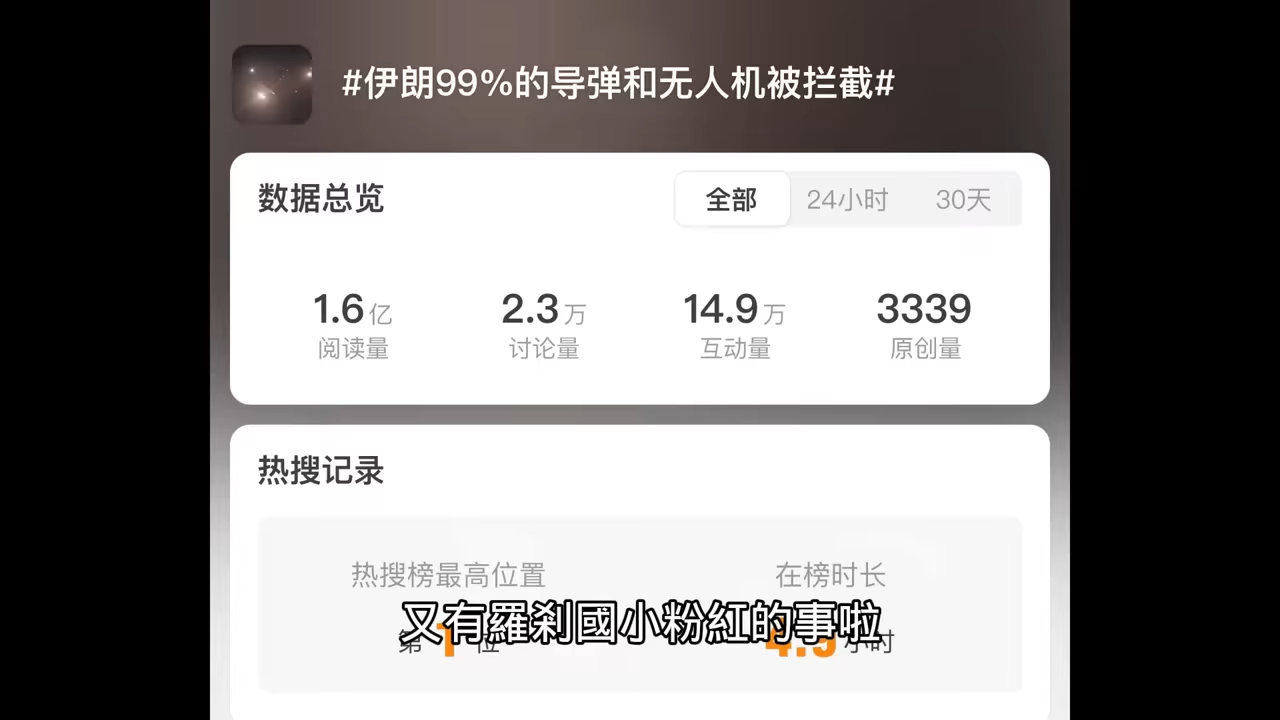 #伊朗99%的导弹和无人机被拦截#
数据总览
全部 24小时 30天
1.6亿 2.3万 14.9万 3339
阅读量 讨论量 互动量 原创量
热搜记录
热搜榜最高位置 在榜时长
又有羅刹國小粉紅的事啦
第1位 4.5小时